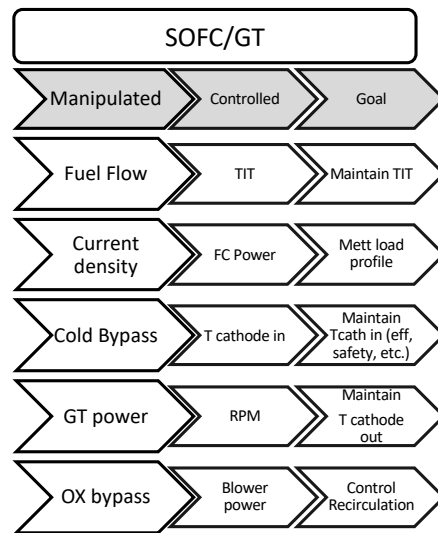 SOFC/GT
Manipulated
Controlled
Goal
Fuel Flow
TIT
Maintain TIT
Current
density
FC Power
Mett load
profile
Cold Bypass
T cathode in
Maintain
Tcath in (eff,
safety, etc.)
GT power
RPM
Maintain
T cathode
out
OX bypass
Blower
power
Control
Recirculation